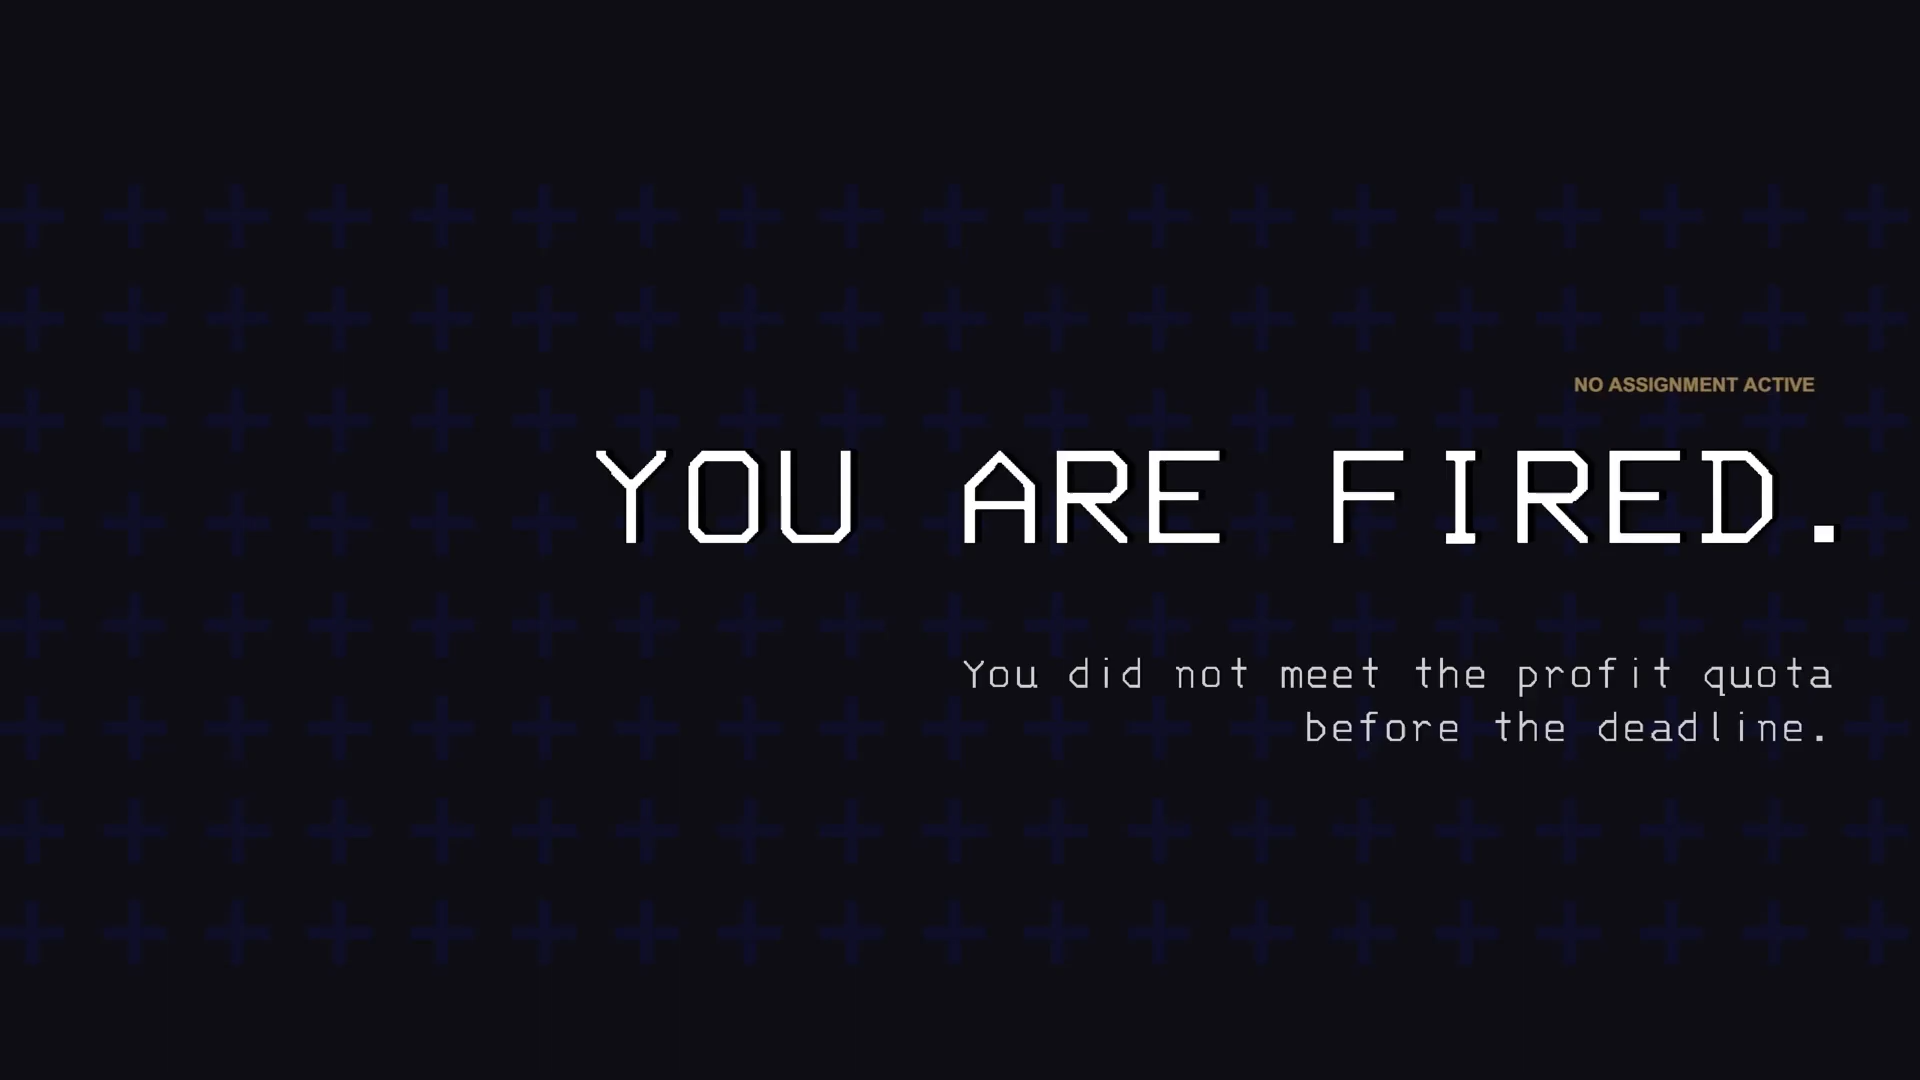 NO ASSIGNMENT ACTIVE
YOU ARE FIRED.
You did not meet the profit quota
before the deadline.